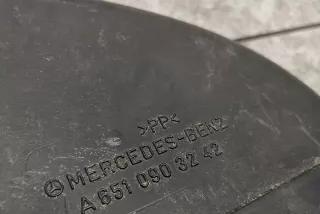 >PP<
MERCEDES-BENZ
A 651 090 32 42